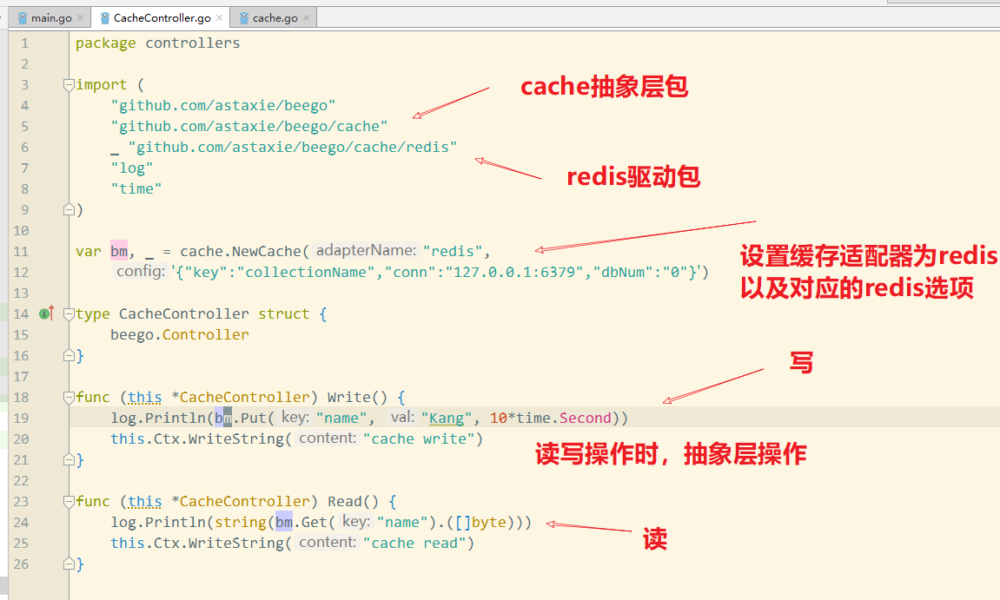 main.go
CacheController.go
cache.go
1 package controllers
2
3 import (
4 "github.com/astaxie/beego"
5 "github.com/astaxie/beego/cache"
6 _ "github.com/astaxie/beego/cache/redis"
7 "log"
8 "time"
9 )
10
11 var bm, _ = cache.NewCache( adapterName: "redis",
12 config: '{"key":"collectionName","conn":"127.0.0.1:6379","dbNum":"0"}')
13
14 type CacheController struct {
15 beego.Controller
16 }
17
18 func (this *CacheController) Write() {
19 log.Println(bm.Put( key: "name", val: "Kang", 10*time.Second))
20 this.Ctx.WriteString( content: "cache write")
21 }
22
23 func (this *CacheController) Read() {
24 log.Println(string(bm.Get( key: "name").([]byte)))
25 this.Ctx.WriteString( content: "cache read")
26 }
cache抽象层包
redis驱动包
设置缓存适配器为redis
以及对应的redis选项
写
读写操作时，抽象层操作
读